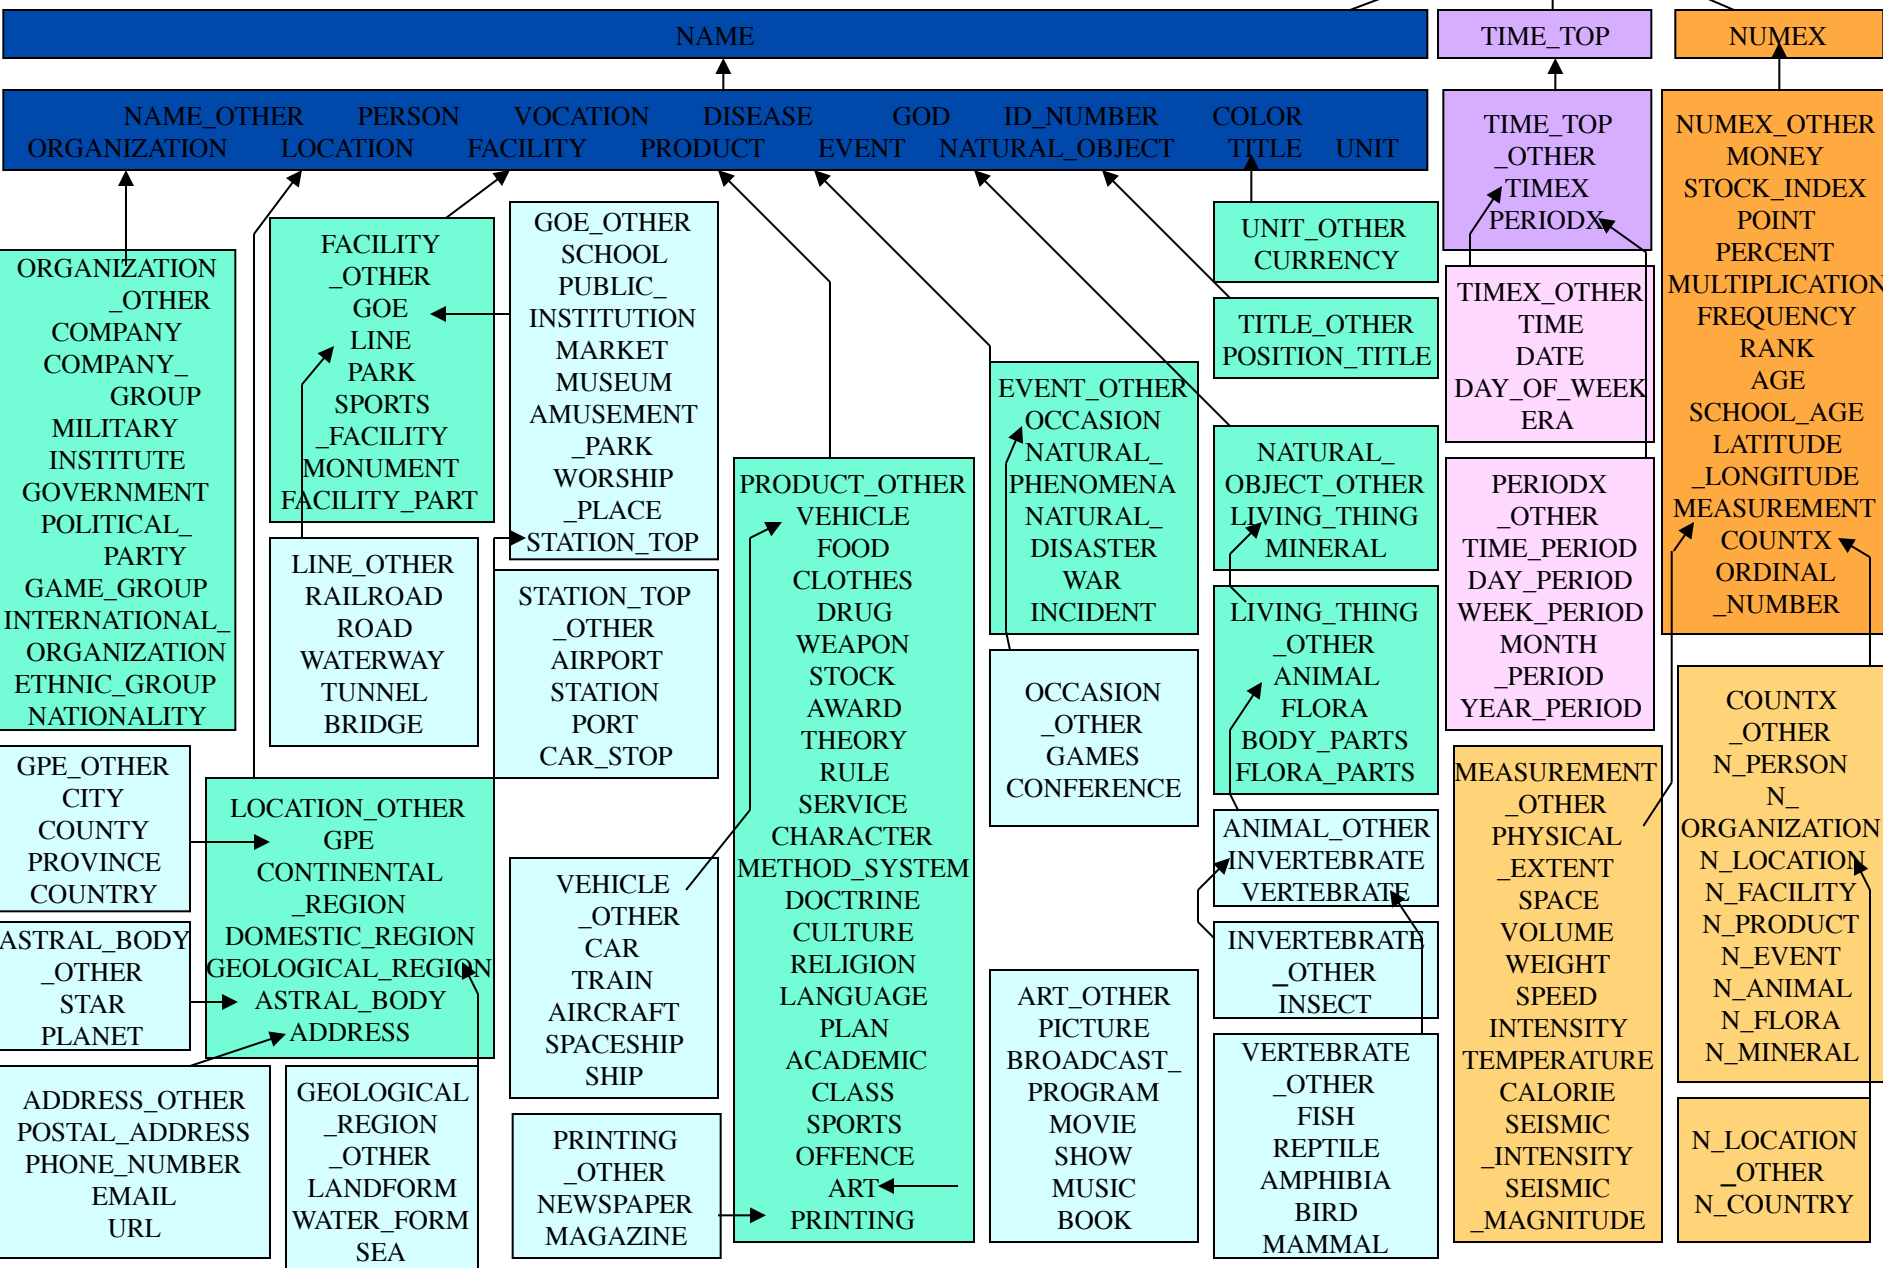 NAME
TIME_TOP
NUMEX
NAME_OTHER PERSON VOCATION DISEASE GOD ID_NUMBER COLOR
ORGANIZATION LOCATION FACILITY PRODUCT EVENT NATURAL_OBJECT TITLE UNIT
TIME_TOP
_OTHER
TIMEX
PERIODX
NUMEX_OTHER
MONEY
STOCK_INDEX
POINT
PERCENT
MULTIPLICATION
FREQUENCY
RANK
AGE
SCHOOL_AGE
LATITUDE
_LONGITUDE
MEASUREMENT
COUNTX
ORDINAL
_NUMBER
ORGANIZATION
_OTHER
COMPANY
COMPANY_
GROUP
MILITARY
INSTITUTE
GOVERNMENT
POLITICAL_
PARTY
GAME_GROUP
INTERNATIONAL_
ORGANIZATION
ETHNIC_GROUP
NATIONALITY
FACILITY
_OTHER
GOE
LINE
PARK
SPORTS
_FACILITY
MONUMENT
FACILITY_PART
GOE_OTHER
SCHOOL
PUBLIC_
INSTITUTION
MARKET
MUSEUM
AMUSEMENT
_PARK
WORSHIP
_PLACE
STATION_TOP
LINE_OTHER
RAILROAD
ROAD
WATERWAY
TUNNEL
BRIDGE
STATION_TOP
_OTHER
AIRPORT
STATION
PORT
CAR_STOP
GPE_OTHER
CITY
COUNTY
PROVINCE
COUNTRY
LOCATION_OTHER
GPE
CONTINENTAL
_REGION
DOMESTIC_REGION
GEOLOGICAL_REGION
ASTRAL_BODY
ADDRESS
ASTRAL_BODY
_OTHER
STAR
PLANET
ADDRESS_OTHER
POSTAL_ADDRESS
PHONE_NUMBER
EMAIL
URL
GEOLOGICAL
_REGION
_OTHER
LANDFORM
WATER_FORM
SEA
VEHICLE
_OTHER
CAR
TRAIN
AIRCRAFT
SPACESHIP
SHIP
PRINTING
_OTHER
NEWSPAPER
MAGAZINE
PRODUCT_OTHER
VEHICLE
FOOD
CLOTHES
DRUG
WEAPON
STOCK
AWARD
THEORY
RULE
SERVICE
CHARACTER
METHOD_SYSTEM
DOCTRINE
CULTURE
RELIGION
LANGUAGE
PLAN
ACADEMIC
CLASS
SPORTS
OFFENCE
ART
PRINTING
EVENT_OTHER
OCCASION
NATURAL_
PHENOMENA
NATURAL_
DISASTER
WAR
INCIDENT
OCCASION
_OTHER
GAMES
CONFERENCE
ART_OTHER
PICTURE
BROADCAST_
PROGRAM
MOVIE
SHOW
MUSIC
BOOK
UNIT_OTHER
CURRENCY
TITLE_OTHER
POSITION_TITLE
NATURAL_
OBJECT_OTHER
LIVING_THING
MINERAL
LIVING_THING
_OTHER
ANIMAL
FLORA
BODY_PARTS
FLORA_PARTS
ANIMAL_OTHER
INVERTEBRATE
VERTEBRATE
INVERTEBRATE
_OTHER
INSECT
VERTEBRATE
_OTHER
FISH
REPTILE
AMPHIBIA
BIRD
MAMMAL
TIMEX_OTHER
TIME
DATE
DAY_OF_WEEK
ERA
PERIODX
_OTHER
TIME_PERIOD
DAY_PERIOD
WEEK_PERIOD
MONTH
_PERIOD
YEAR_PERIOD
MEASUREMENT
_OTHER
PHYSICAL
_EXTENT
SPACE
VOLUME
WEIGHT
SPEED
INTENSITY
TEMPERATURE
CALORIE
SEISMIC
_INTENSITY
SEISMIC
_MAGNITUDE
COUNTX
_OTHER
N_PERSON
N_
ORGANIZATION
N_LOCATION
N_FACILITY
N_PRODUCT
N_EVENT
N_ANIMAL
N_FLORA
N_MINERAL
N_LOCATION
_OTHER
N_COUNTRY